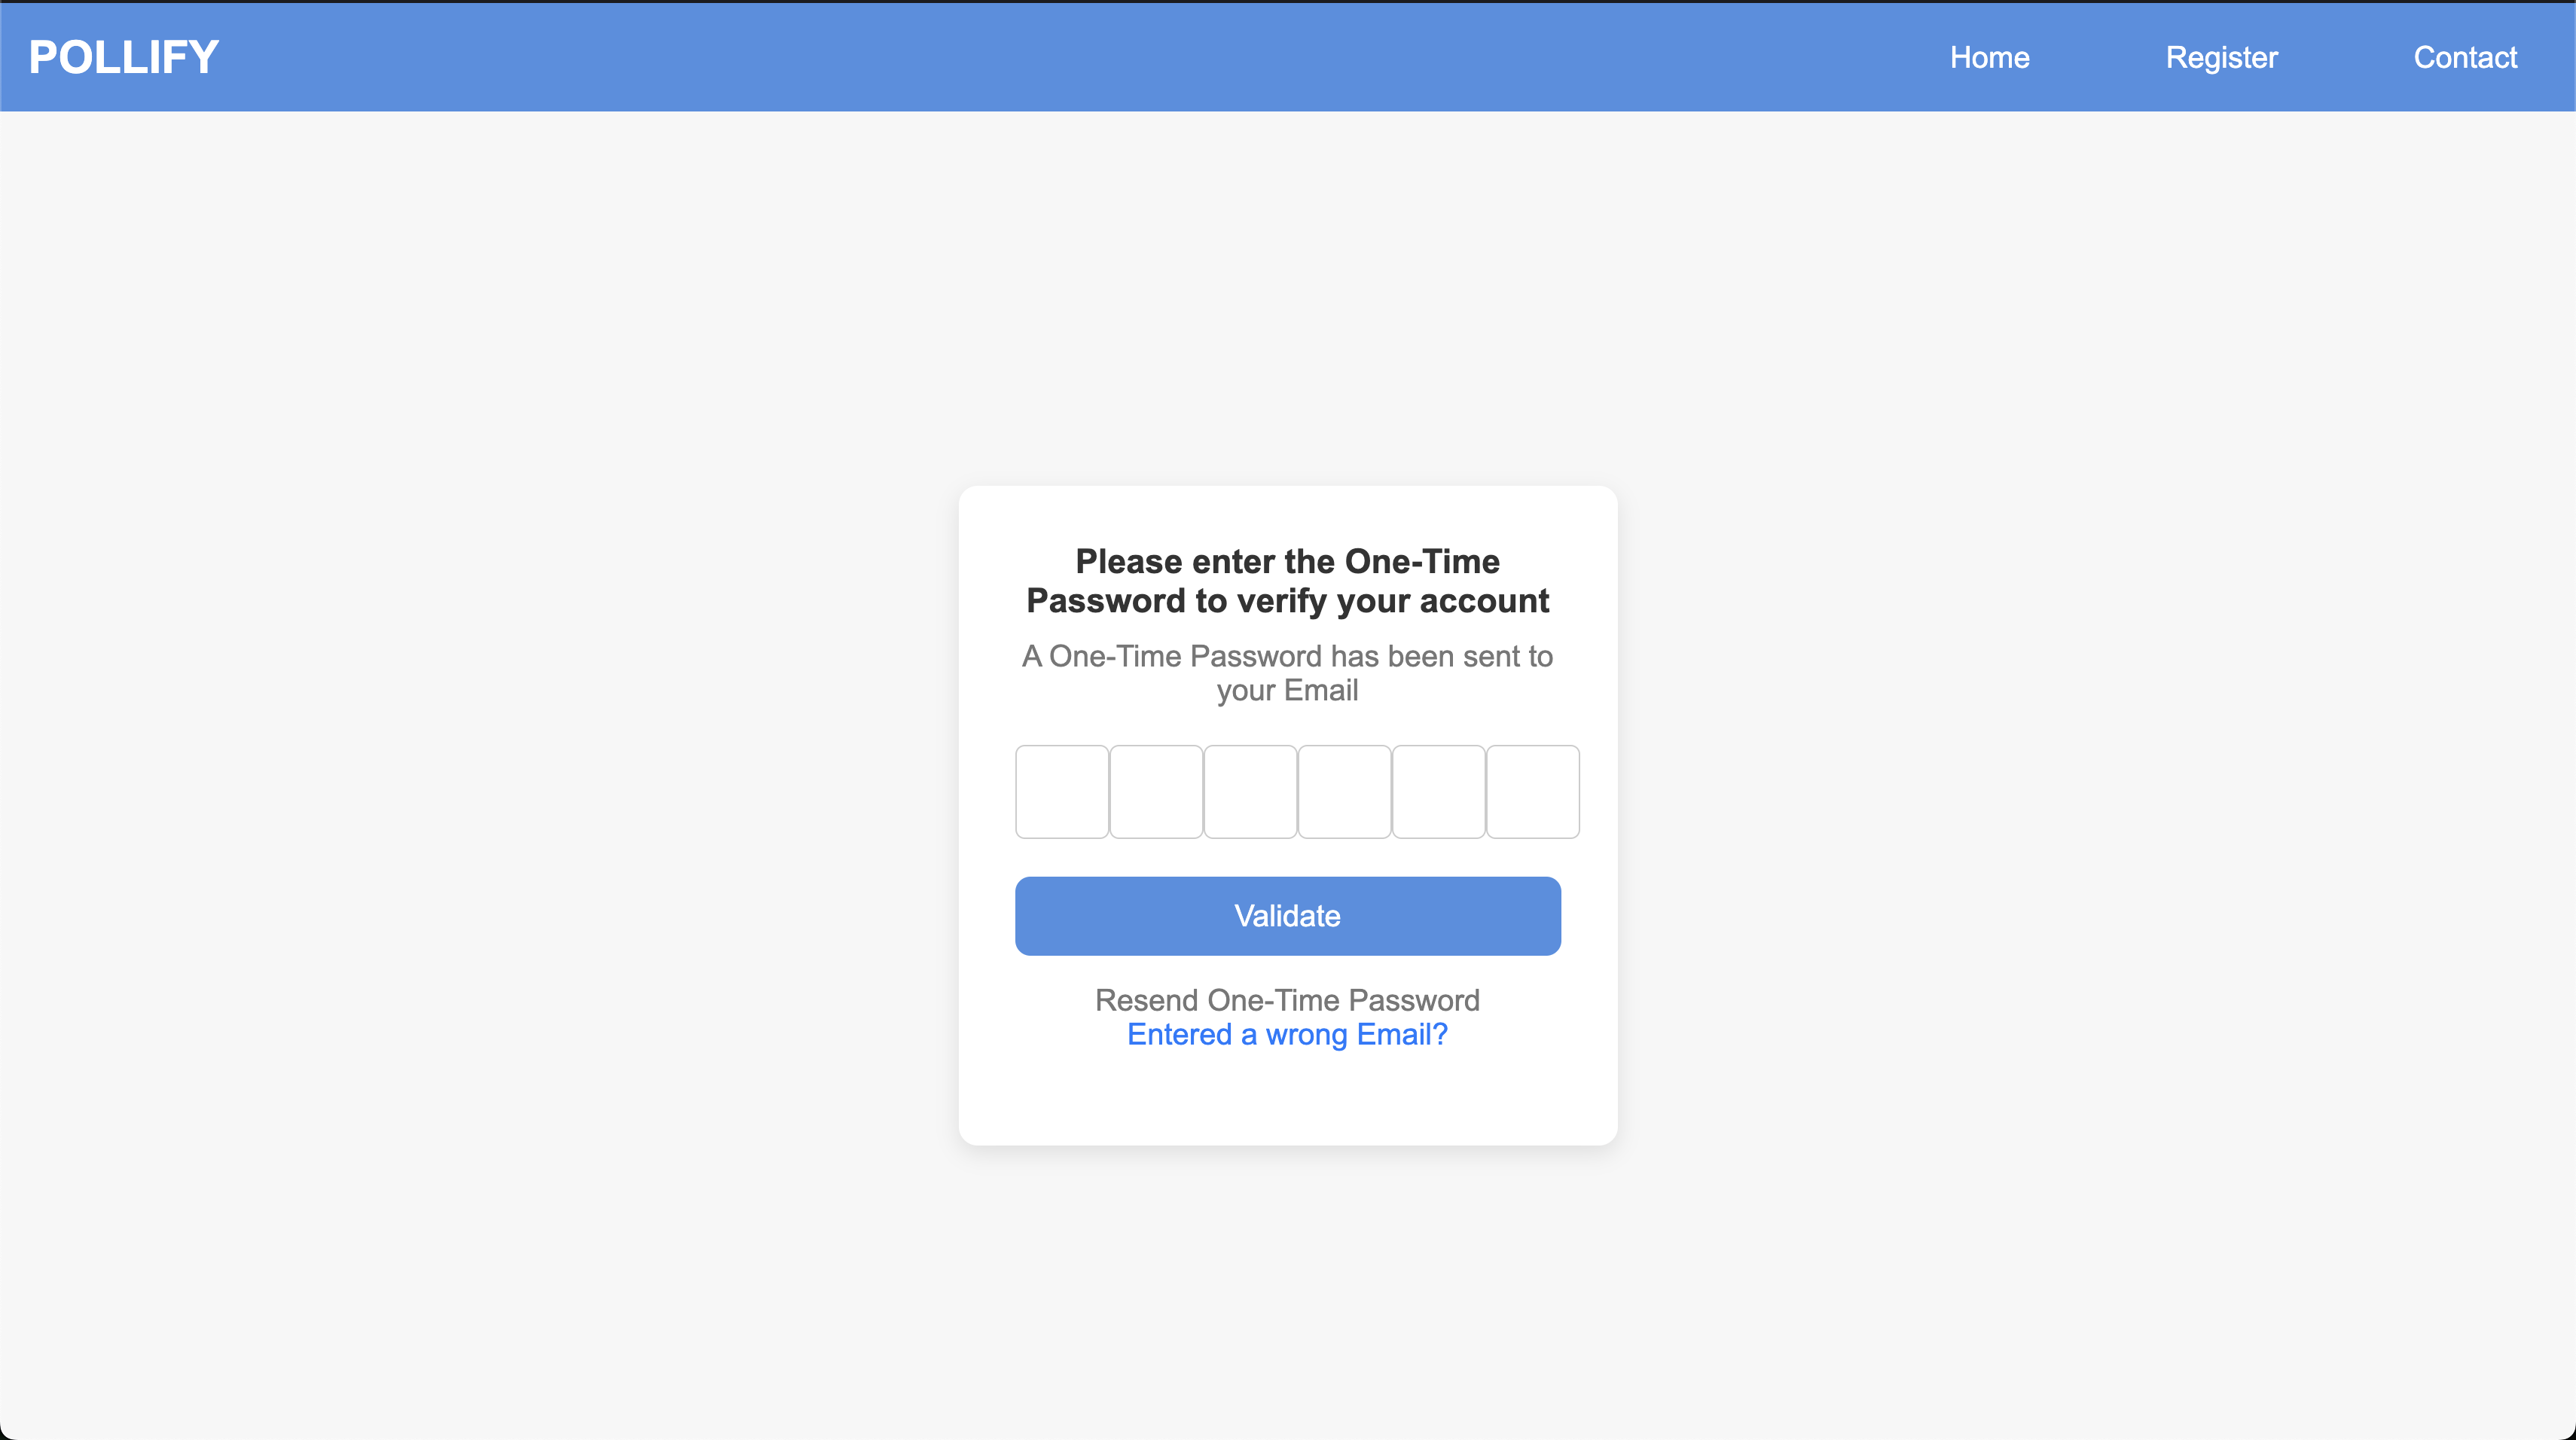 POLLIFY
Home
Register
Contact
Please enter the One-Time
Password to verify your account
A One-Time Password has been sent to
your Email
Validate
Resend One-Time Password
Entered a wrong Email?